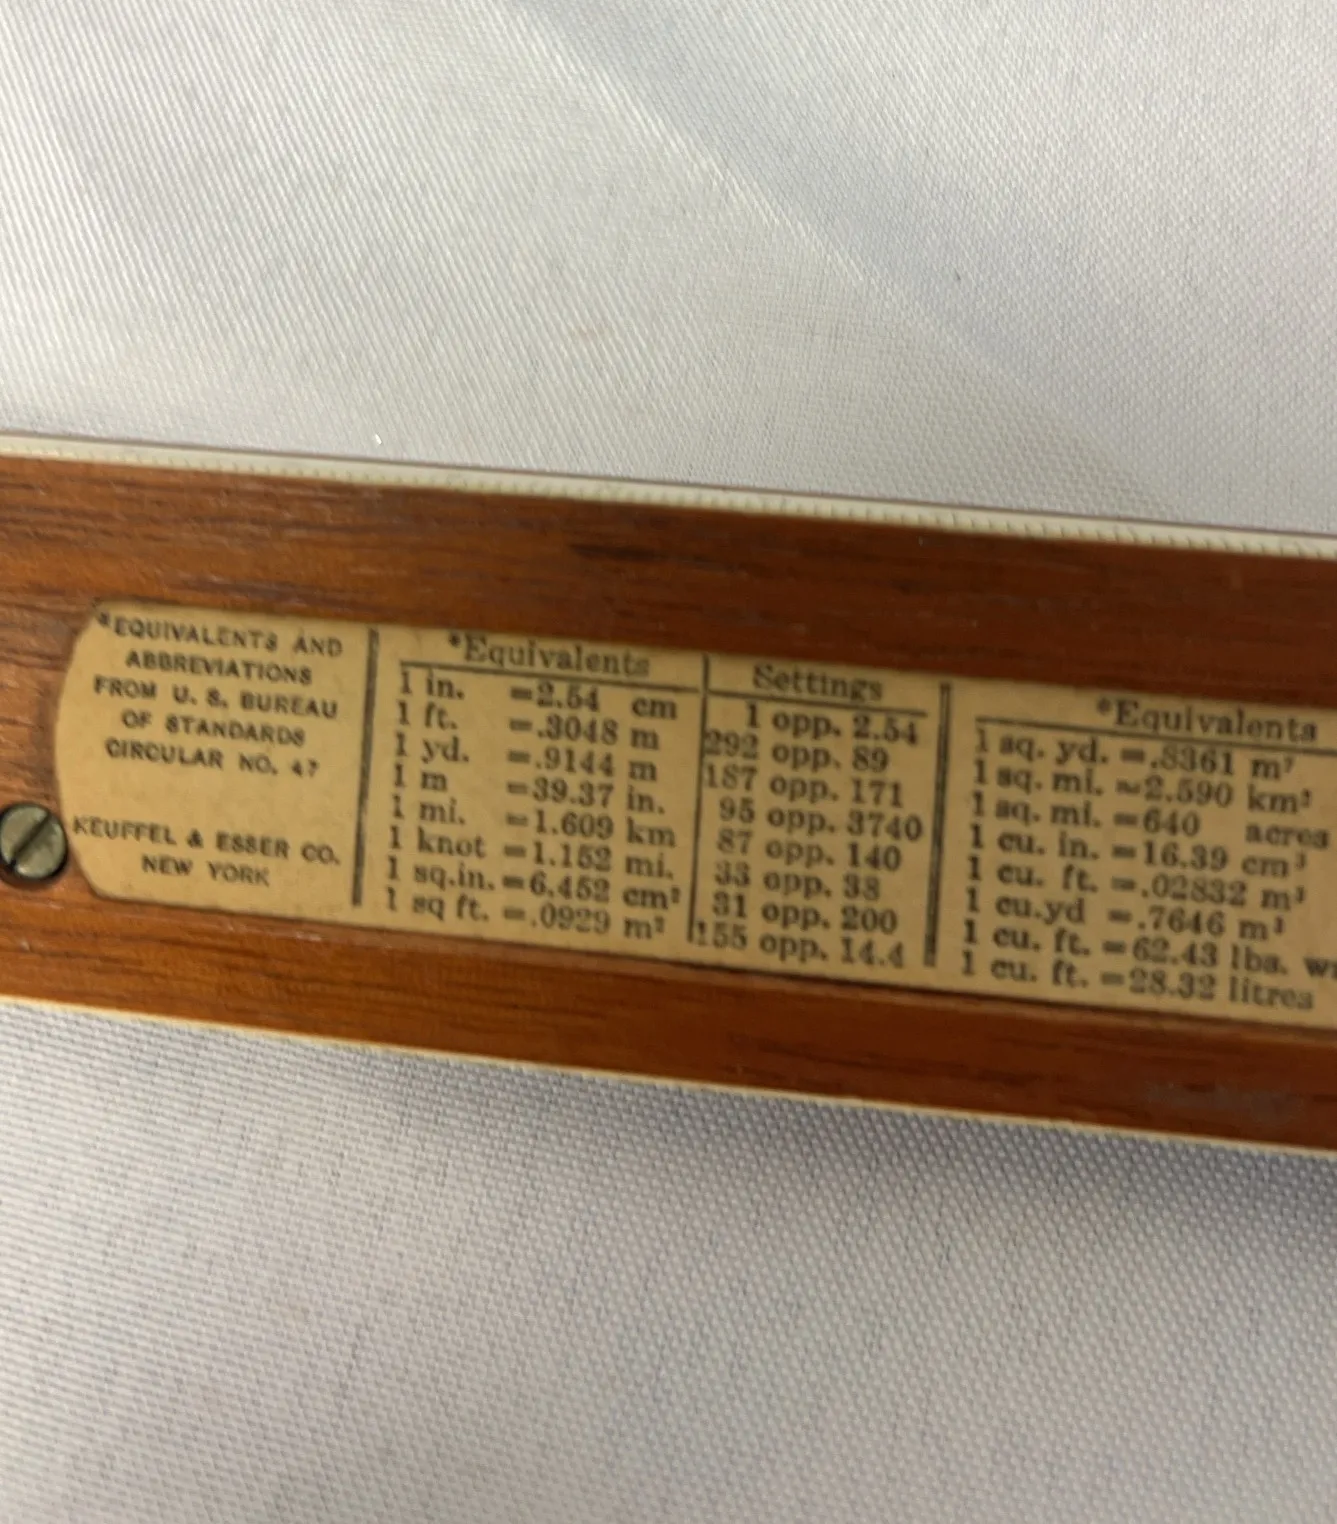 *EQUIVALENTS AND
ABBREVIATIONS
FROM U. S. BUREAU
OF STANDARDS
CIRCULAR NO. 47
KEUFFEL & ESSER CO.
NEW YORK
*Equivalents
1 in. =2.54 cm
1 ft. =.3048 m
1 yd. =.9144 m
1 m =39.37 in.
1 mi. =1.609 km
1 knot =1.152 mi.
1 sq.in. =6.452 cm²
1 sq ft. =.0929 m²
Settings
1 opp. 2.54
292 opp. 89
187 opp. 171
95 opp. 3740
87 opp. 140
33 opp. 38
31 opp. 200
155 opp. 14.4
*Equivalents
1 sq. yd. =.8361 m²
1 sq. mi. =2.590 km²
1 sq. mi. =640 acres
1 cu. in. =16.39 cm³
1 cu. ft. =.02832 m³
1 cu.yd =.7646 m³
1 cu. ft. =62.43 lbs.
1 cu. ft. =28.32 litres